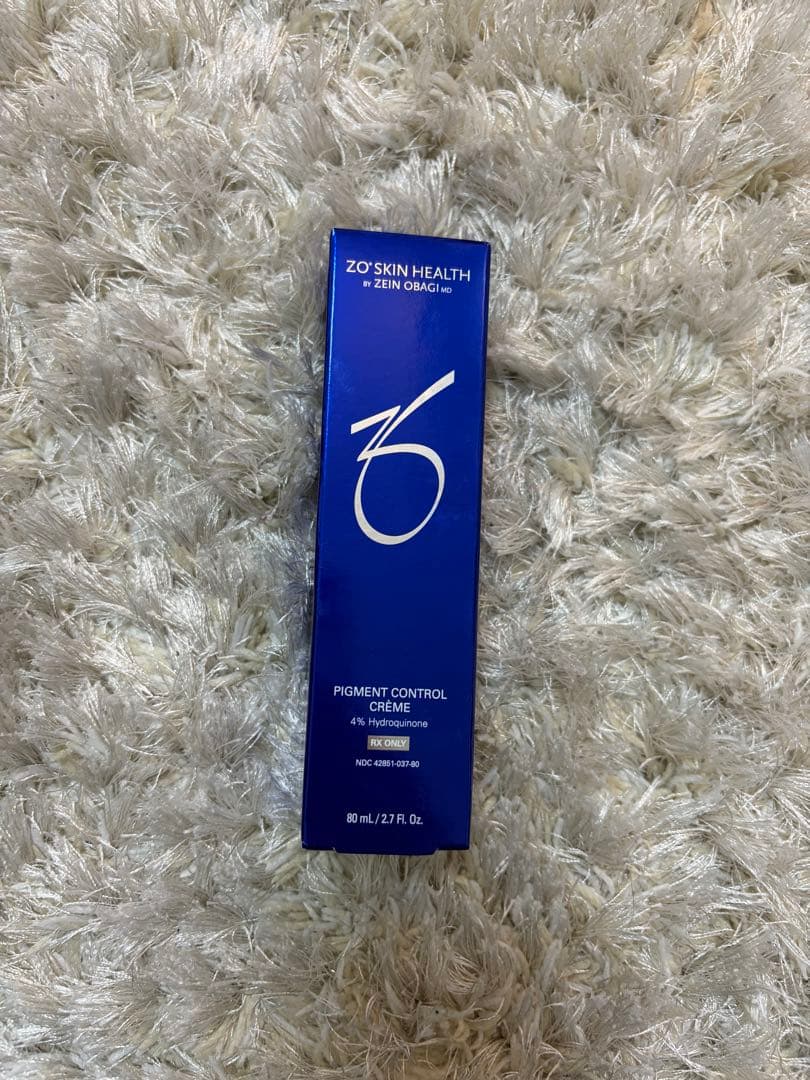 ZO® SKIN HEALTH
BY ZEIN OBAGI MD
ZO
PIGMENT CONTROL
CRÈME
4% Hydroquinone
RX ONLY
NDC 42851-037-80
80 mL / 2.7 Fl. Oz.